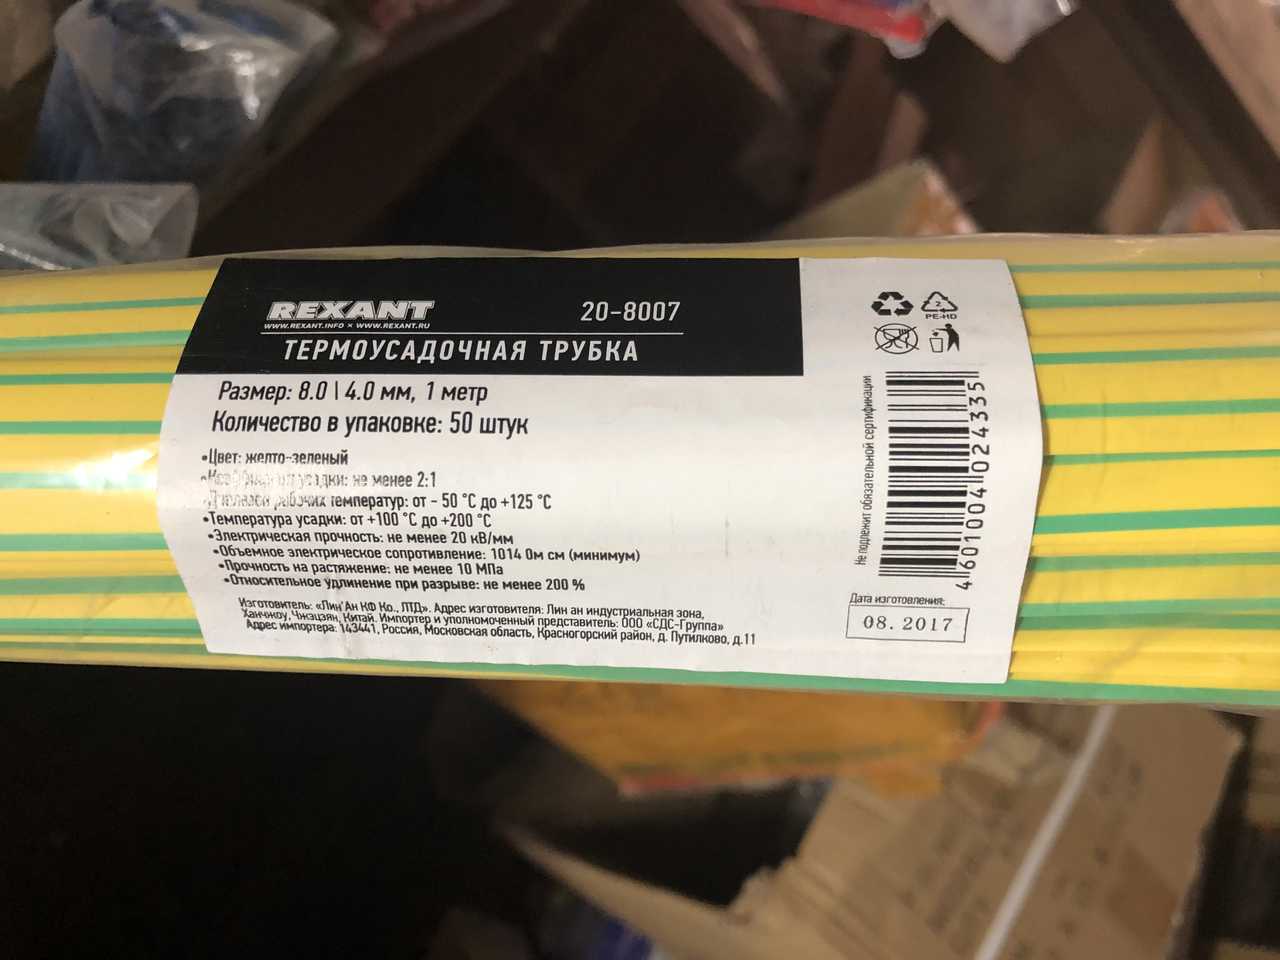 REXANT
20-8007
WWW.REXANT.INFO × WWW.REXANT.RU
ТЕРМОУСАДОЧНАЯ ТРУБКА
Размер: 8.0 | 4.0 мм, 1 метр
Количество в упаковке: 50 штук
•Цвет: желто-зеленый
усадки: не менее 2:1
рабочих температур: от - 50 °C до +125 °C
•Температура усадки: от +100 °C до +200 °C
•Электрическая прочность: не менее 20 кВ/мм
•Объемное электрическое сопротивление: 1014 Ом см (минимум)
•Прочность на растяжение: не менее 10 МПа
•Относительное удлинение при разрыве: не менее 200 %
Изготовитель: «Лин'Ан КФ Ко., ЛТД». Адрес изготовителя: Лин ан индустриальная зона,
Ханчжоу, Чжэцзян, Китай. Импортер и уполномоченный представитель: ООО «СДС-Группа»
Адрес импортера: 143441, Россия, Московская область, Красногорский район, д. Путилково, д.11
2
PE-HD
Не подлежит обязательной сертификации
4601004024335
Дата изготовления:
08.2017